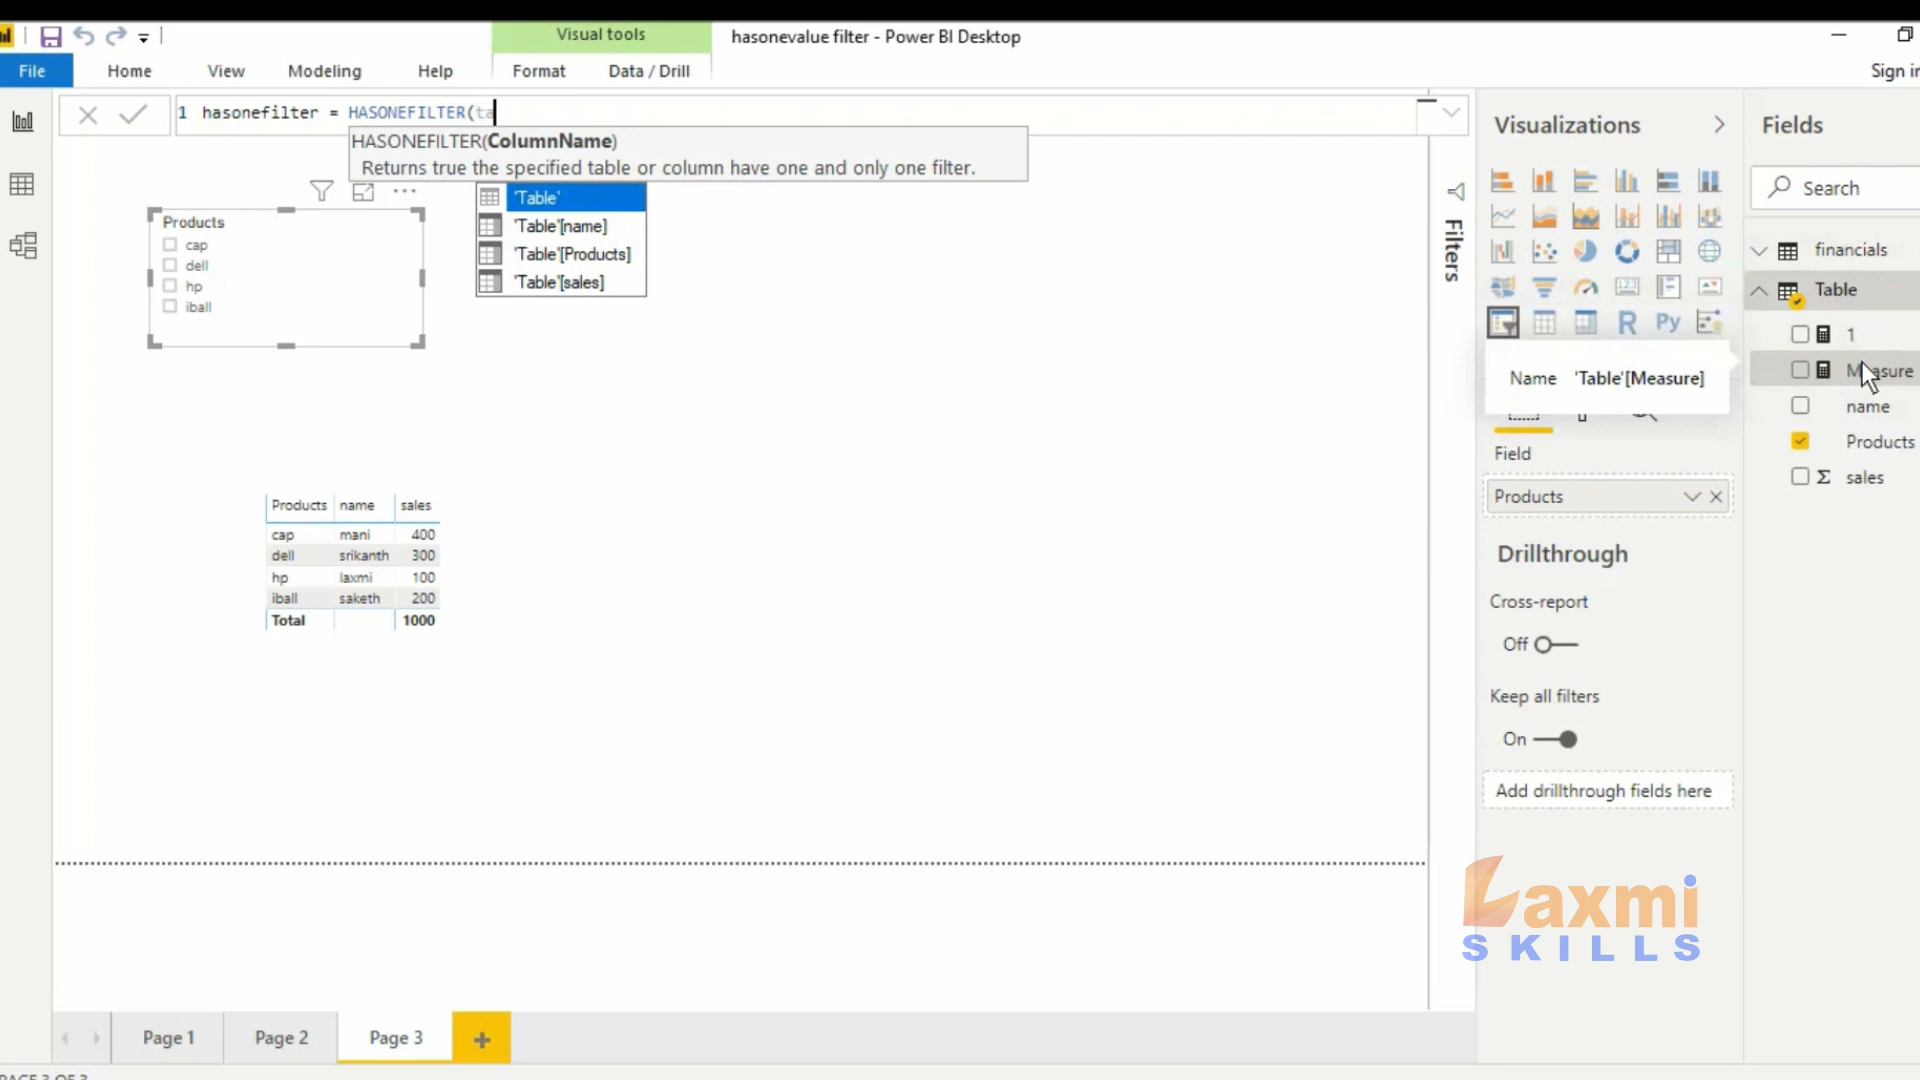 Visual tools
hasonevalue filter - Power BI Desktop
File
Home
View
Modeling
Help
Format
Data / Drill
Sign in
1 hasonefilter = HASONEFILTER(ta
HASONEFILTER(ColumnName)
Returns true the specified table or column have one and only one filter.
'Table'
'Table'[name]
'Table'[Products]
'Table'[sales]
Products
cap
dell
hp
iball
Products name sales
cap mani 400
dell srikanth 300
hp laxmi 100
iball saketh 200
Total 1000
Filters
Visualizations
R
Py
Name 'Table'[Measure]
Field
Products
Drillthrough
Cross-report
Off
Keep all filters
On
Add drillthrough fields here
Fields
Search
financials
Table
1
Measure
name
Products
sales
Laxmi
SKILLS
Page 1
Page 2
Page 3
PAGE 3 OF 3